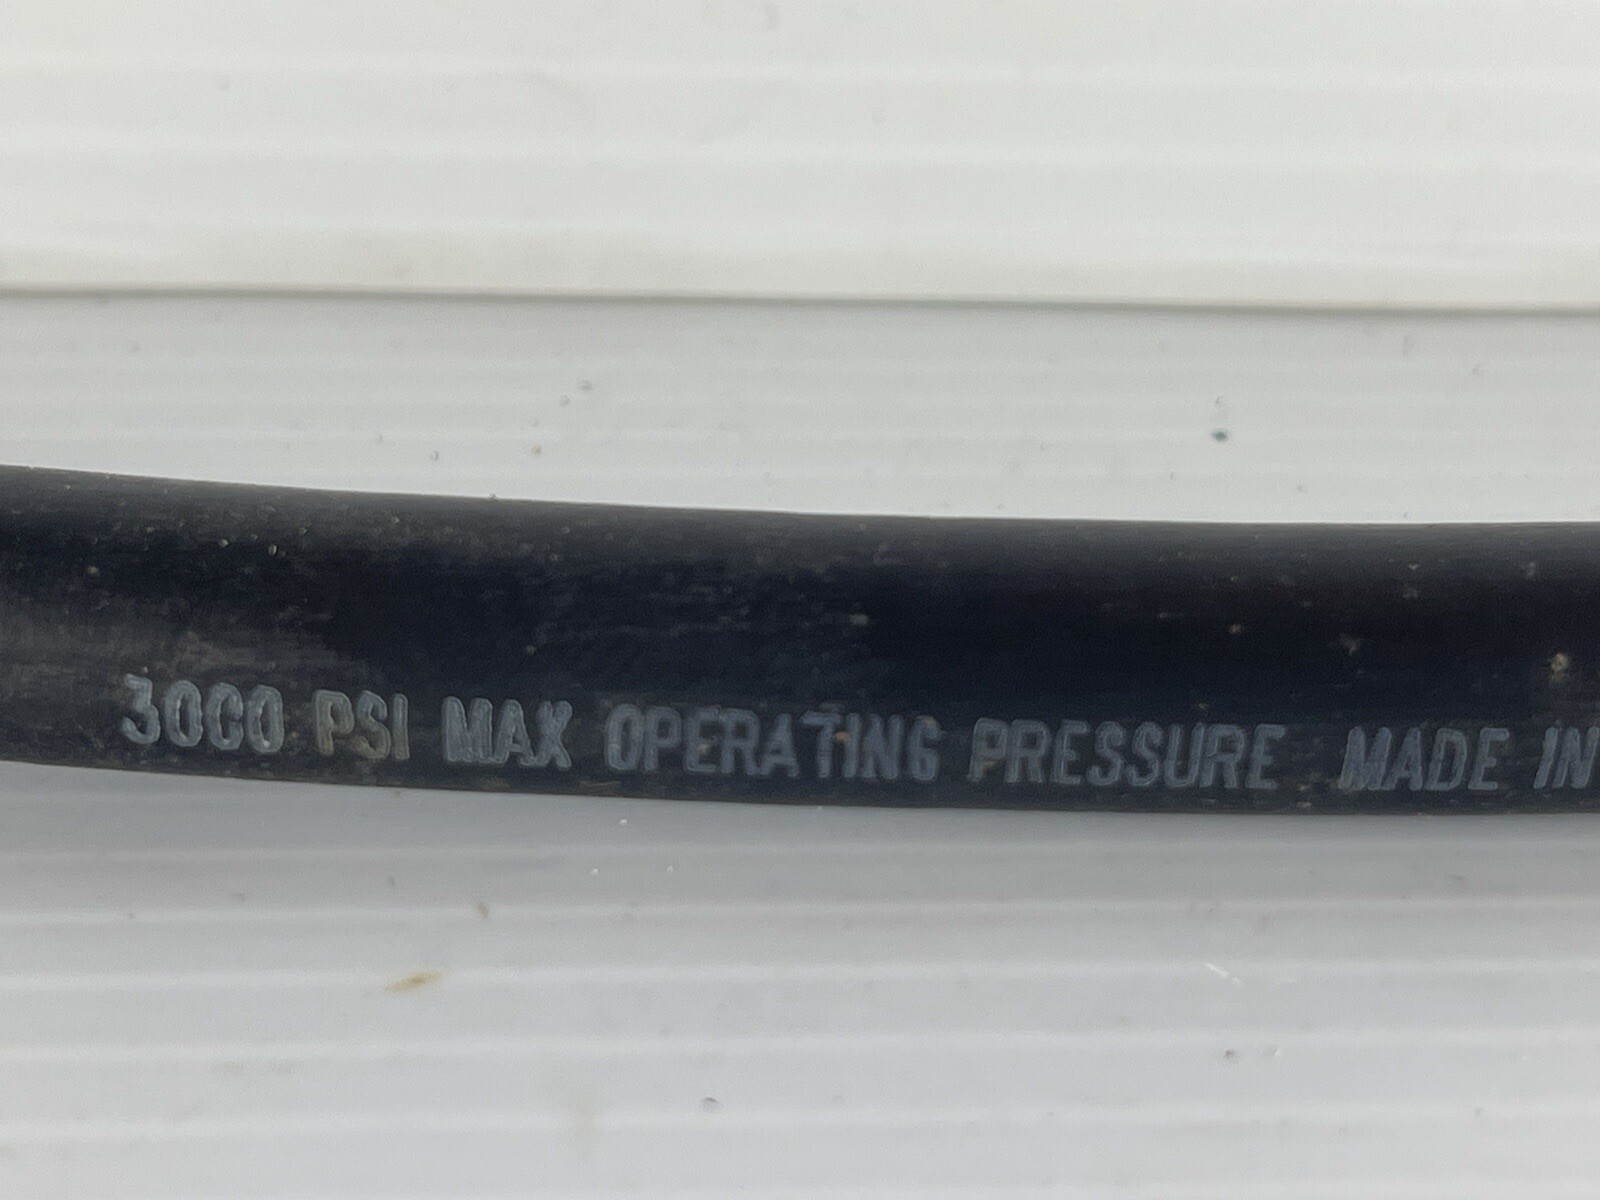 3000 PSI MAX OPERATING PRESSURE MADE IN